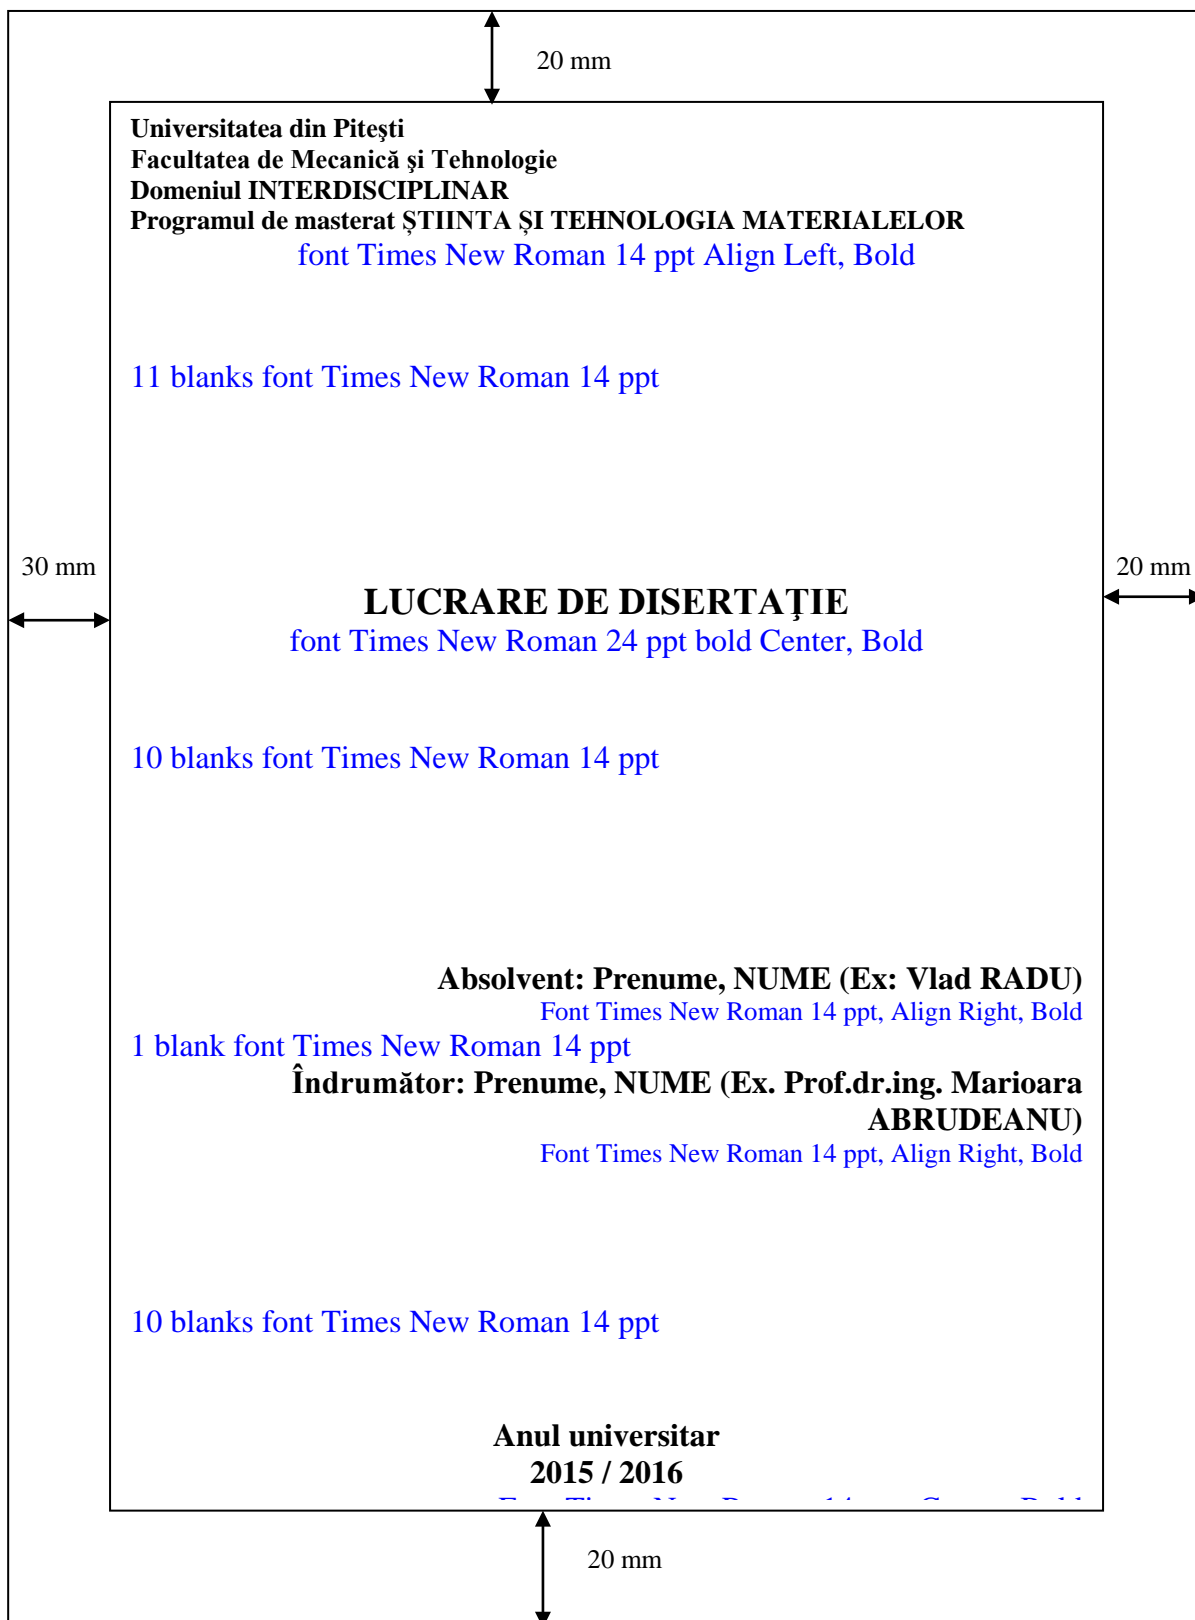 20 mm
Universitatea din Piteşti
Facultatea de Mecanică şi Tehnologie
Domeniul INTERDISCIPLINAR
Programul de masterat ȘTIINTA ȘI TEHNOLOGIA MATERIALELOR
font Times New Roman 14 ppt Align Left, Bold
11 blanks font Times New Roman 14 ppt
30 mm
20 mm
LUCRARE DE DISERTAŢIE
font Times New Roman 24 ppt bold Center, Bold
10 blanks font Times New Roman 14 ppt
Absolvent: Prenume, NUME (Ex: Vlad RADU)
Font Times New Roman 14 ppt, Align Right, Bold
1 blank font Times New Roman 14 ppt
Îndrumător: Prenume, NUME (Ex. Prof.dr.ing. Marioara
ABRUDEANU)
Font Times New Roman 14 ppt, Align Right, Bold
10 blanks font Times New Roman 14 ppt
Anul universitar
2015 / 2016
20 mm